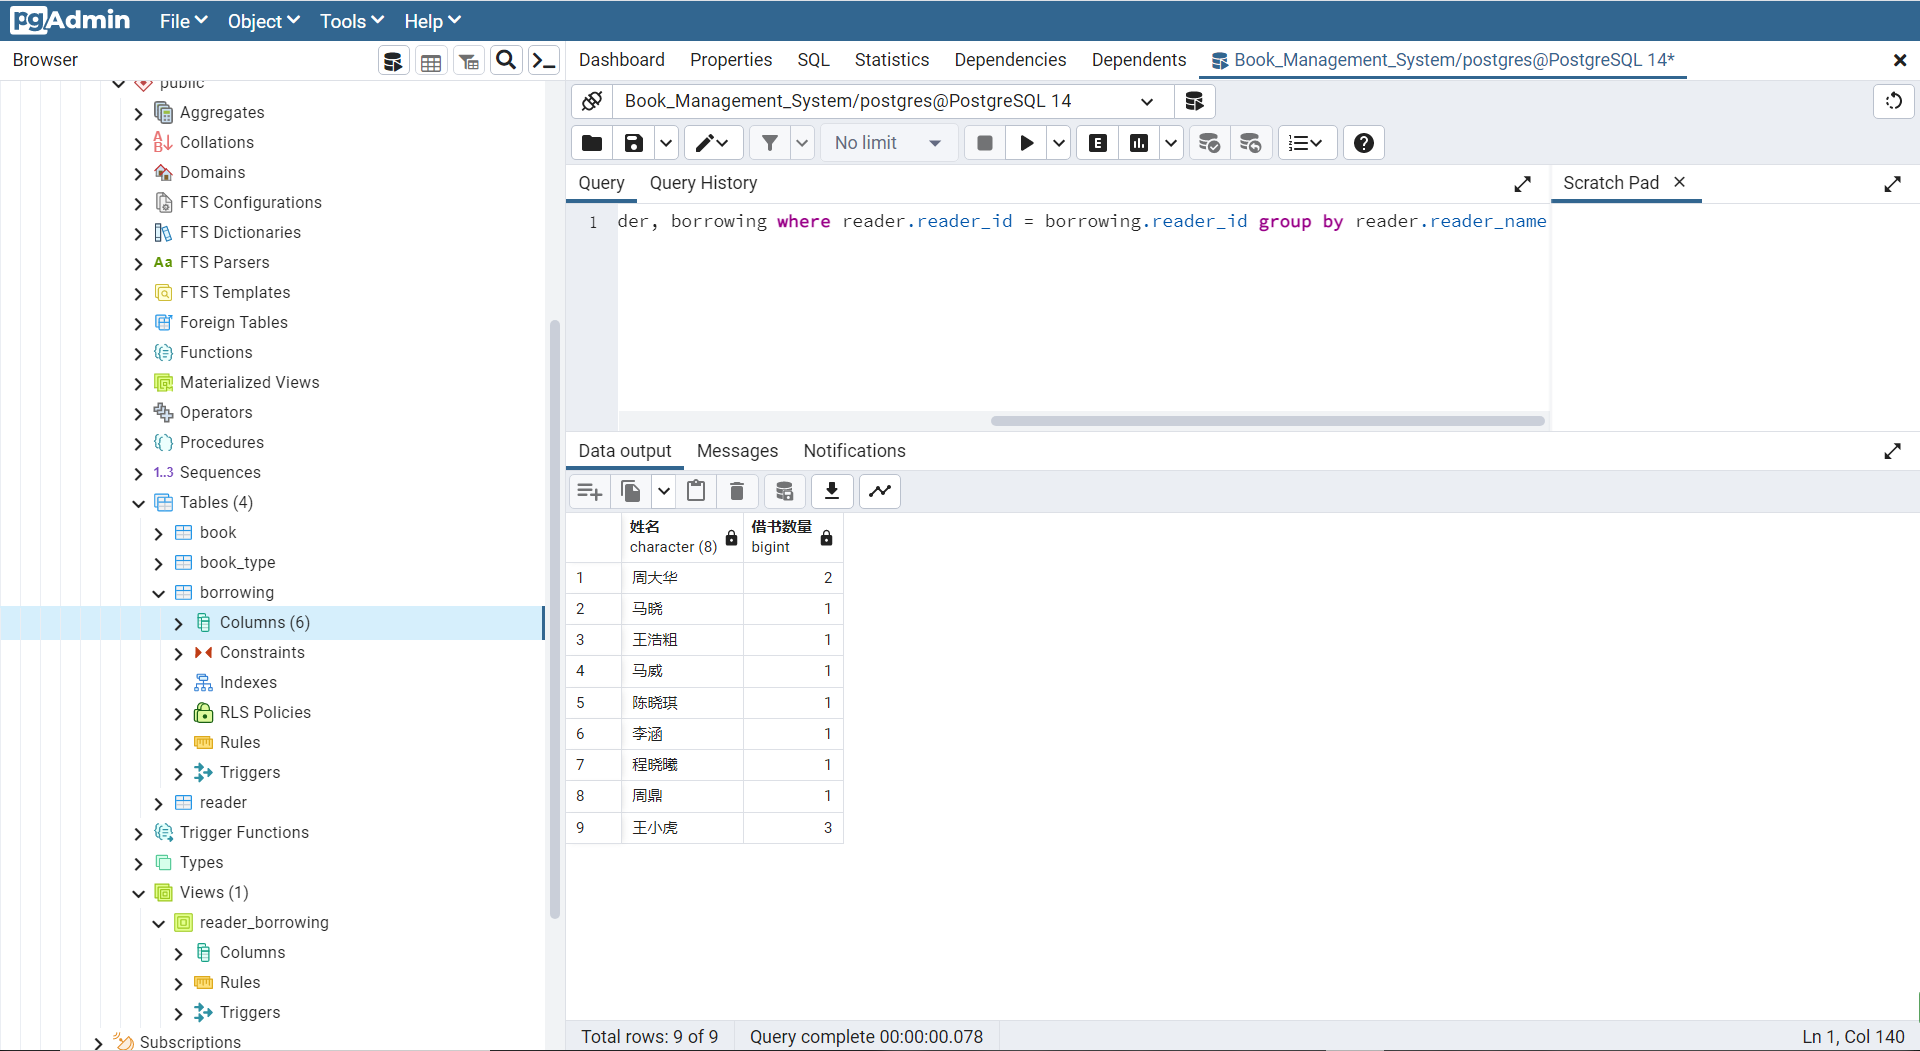 pgAdmin File Object Tools Help
Browser
Dashboard Properties SQL Statistics Dependencies Dependents Book_Management_System/postgres@PostgreSQL 14*
public
Aggregates
Collations
Domains
FTS Configurations
FTS Dictionaries
FTS Parsers
FTS Templates
Foreign Tables
Functions
Materialized Views
Operators
Procedures
1..3 Sequences
Tables (4)
book
book_type
borrowing
Columns (6)
Constraints
Indexes
RLS Policies
Rules
Triggers
reader
Trigger Functions
Types
Views (1)
reader_borrowing
Columns
Rules
Triggers
Subscriptions
Book_Management_System/postgres@PostgreSQL 14
No limit
Query Query History
Scratch Pad
1 der, borrowing where reader.reader_id = borrowing.reader_id group by reader.reader_name
Data output Messages Notifications
姓名 借书数量
character (8) bigint
1 周大华 2
2 马晓 1
3 王浩粗 1
4 马威 1
5 陈晓琪 1
6 李涵 1
7 程晓曦 1
8 周鼎 1
9 王小虎 3
Total rows: 9 of 9 Query complete 00:00:00.078 Ln 1, Col 140